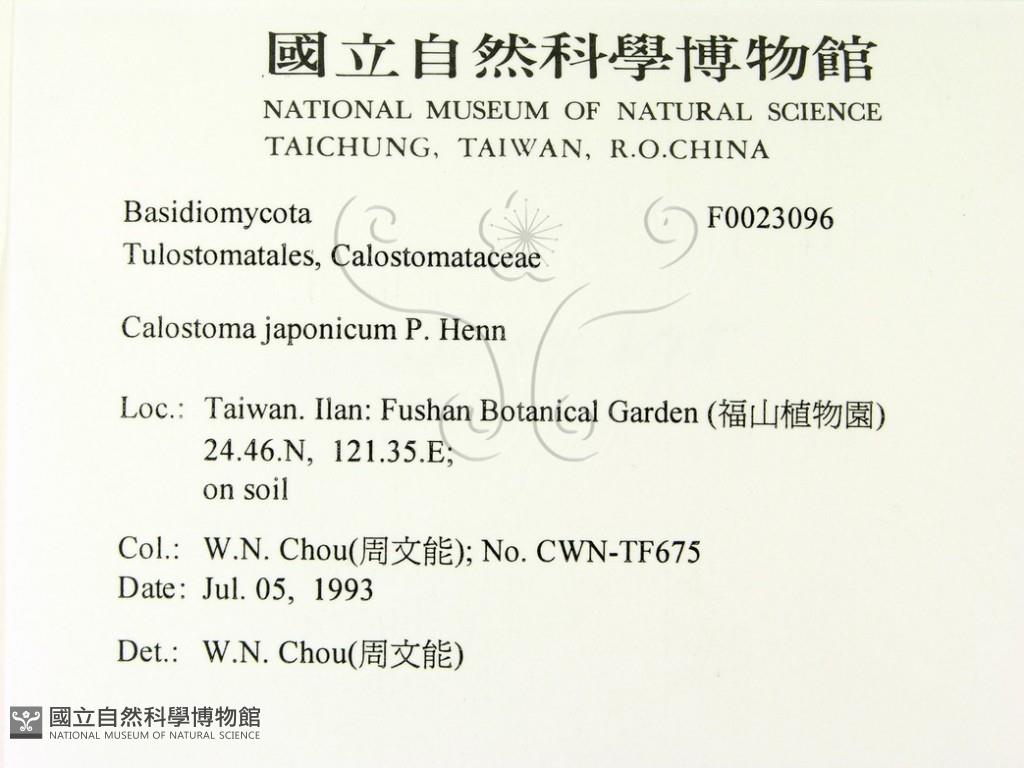 國立自然科學博物館
NATIONAL MUSEUM OF NATURAL SCIENCE
TAICHUNG, TAIWAN, R.O.CHINA
Basidiomycota F0023096
Tulostomatales, Calostomataceae
Calostoma japonicum P. Henn
Loc.: Taiwan. Ilan: Fushan Botanical Garden (福山植物園)
24.46.N, 121.35.E;
on soil
Col.: W.N. Chou(周文能); No. CWN-TF675
Date: Jul. 05, 1993
Det.: W.N. Chou(周文能)
國立自然科學博物館
NATIONAL MUSEUM OF NATURAL SCIENCE